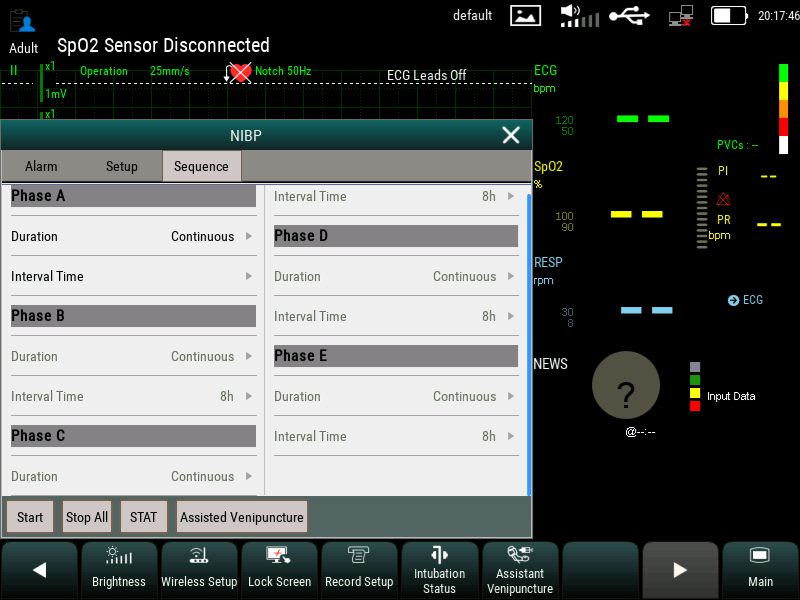 default
20:17:46
Adult
SpO2 Sensor Disconnected
II
x1
Operation
25mm/s
Notch 50Hz
ECG Leads Off
1mV
x1
ECG
bpm
120
50
PVCs : --
NIBP
Alarm
Setup
Sequence
Phase A
Duration
Continuous
Interval Time
Phase B
Duration
Continuous
Interval Time
8h
Phase C
Duration
Continuous
Interval Time
8h
Phase D
Duration
Continuous
Interval Time
8h
Phase E
Duration
Continuous
Interval Time
8h
Start
Stop All
STAT
Assisted Venipuncture
SpO2
%
100
90
PI
--
PR
bpm
--
RESP
rpm
30
8
ECG
NEWS
?
@--:--
Input Data
Brightness
Wireless Setup
Lock Screen
Record Setup
Intubation
Status
Assistant
Venipuncture
Main